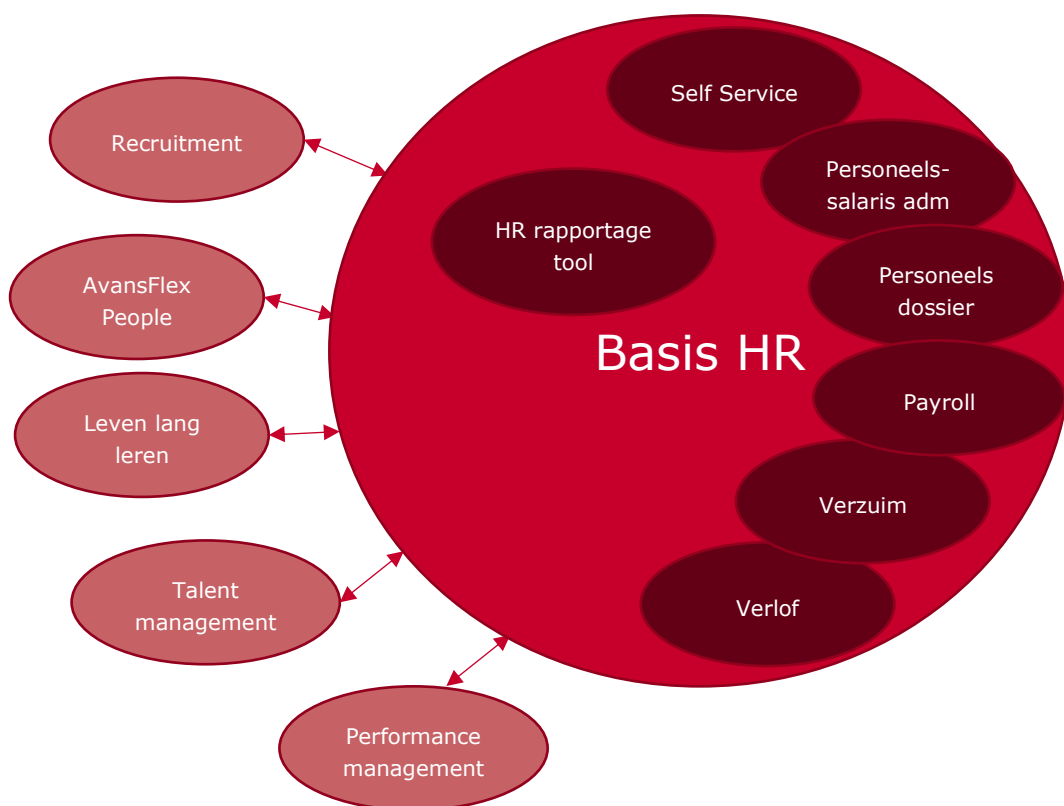 Self Service
Recruitment
Personeels-
salaris adm
HR rapportage
tool
AvansFlex
People
Personeels
dossier
Basis HR
Leven lang
leren
Payroll
Verzuim
Talent
management
Verlof
Performance
management